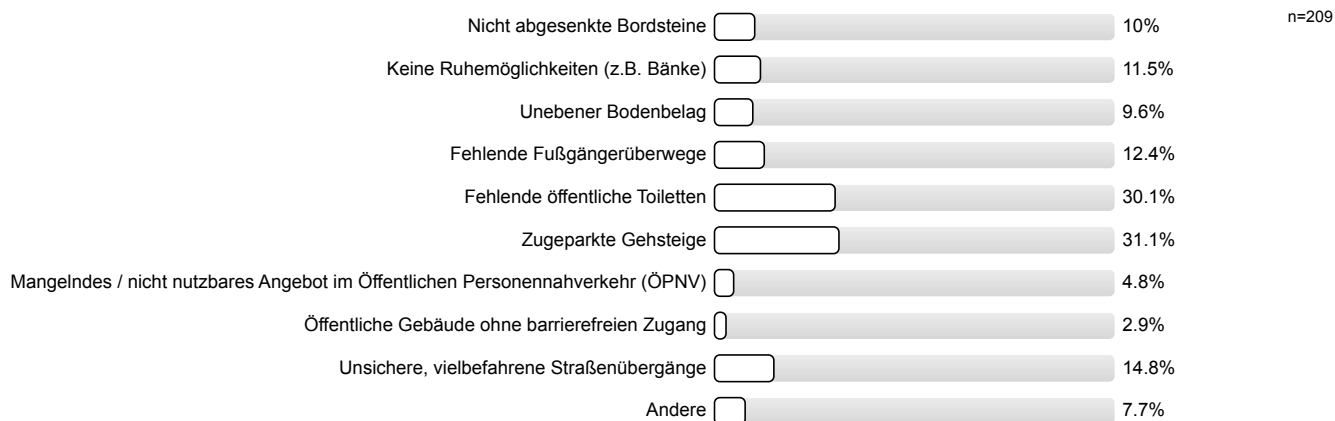 n=209
Nicht abgesenkte Bordsteine 10%
Keine Ruhemöglichkeiten (z.B. Bänke) 11.5%
Unebener Bodenbelag 9.6%
Fehlende Fußgängerüberwege 12.4%
Fehlende öffentliche Toiletten 30.1%
Zugeparkte Gehsteige 31.1%
Mangelndes / nicht nutzbares Angebot im Öffentlichen Personennahverkehr (ÖPNV) 4.8%
Öffentliche Gebäude ohne barrierefreien Zugang 2.9%
Unsichere, vielbefahrene Straßenübergänge 14.8%
Andere 7.7%